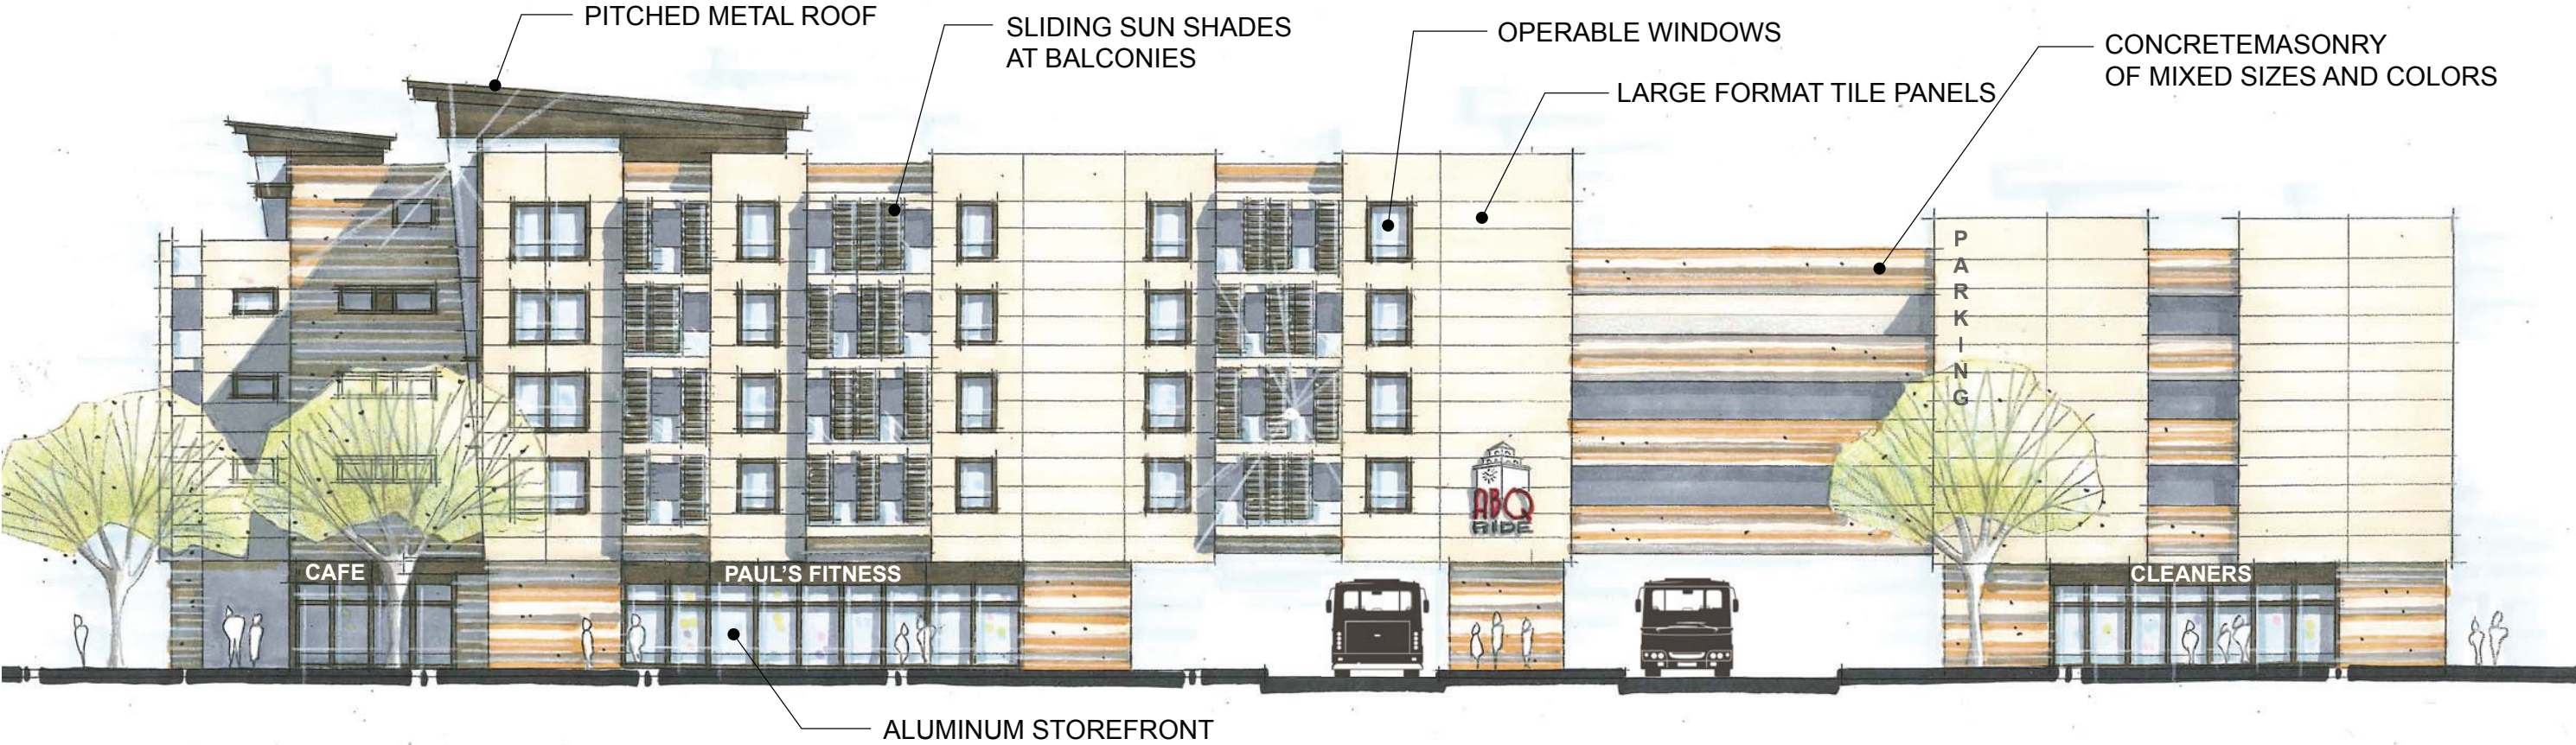 PITCHED METAL ROOF
SLIDING SUN SHADES
AT BALCONIES
OPERABLE WINDOWS
LARGE FORMAT TILE PANELS
CONCRETEMASONRY
OF MIXED SIZES AND COLORS
PARKING
ABQ
RIDE
CAFE
PAUL'S FITNESS
CLEANERS
ALUMINUM STOREFRONT